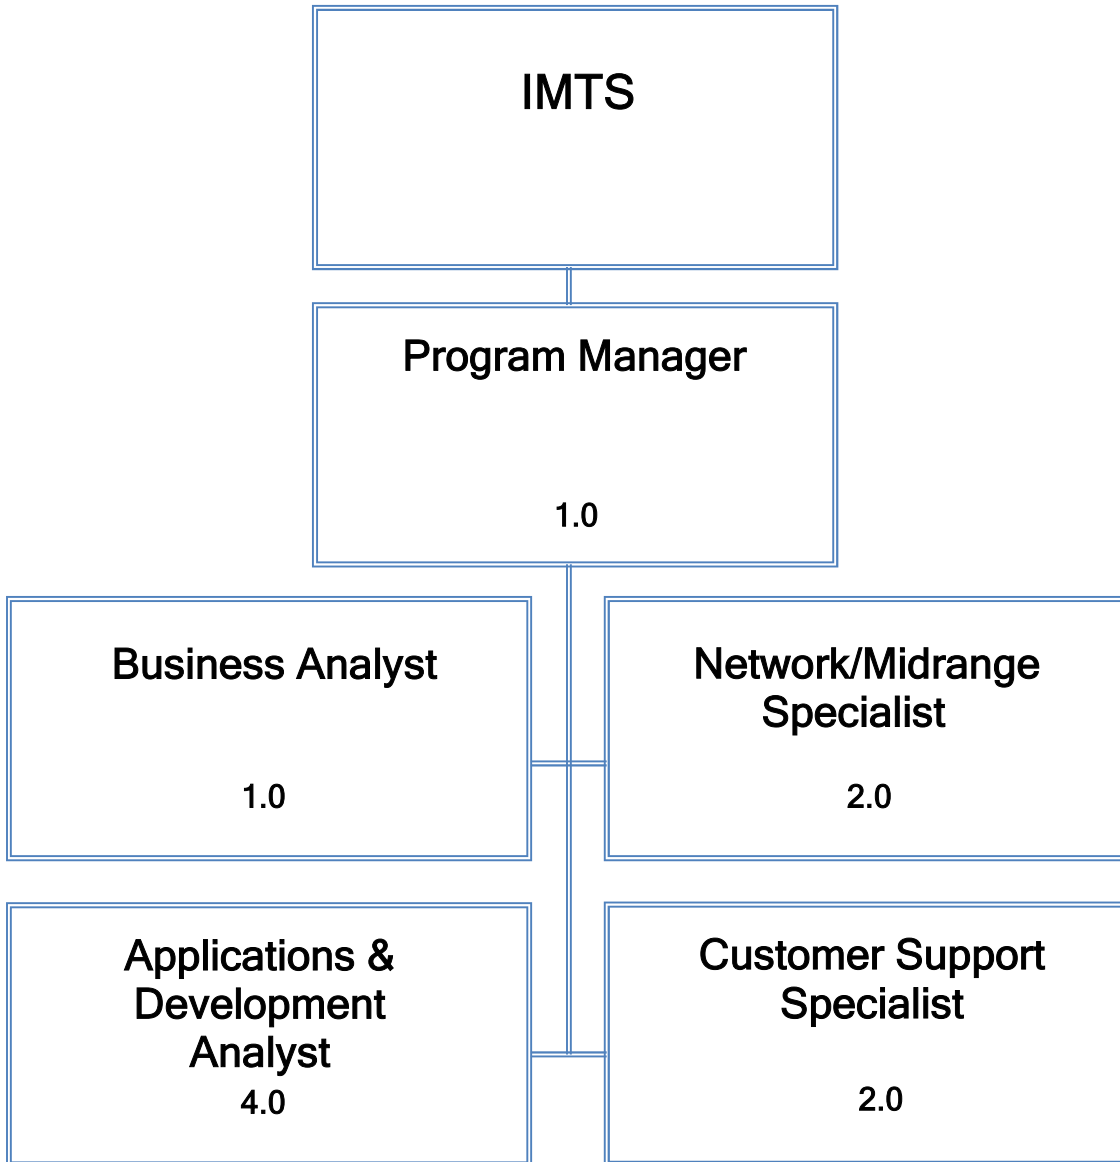 IMTS
Program Manager
1.0
Business Analyst
1.0
Network/Midrange
Specialist
2.0
Applications &
Development
Analyst
4.0
Customer Support
Specialist
2.0